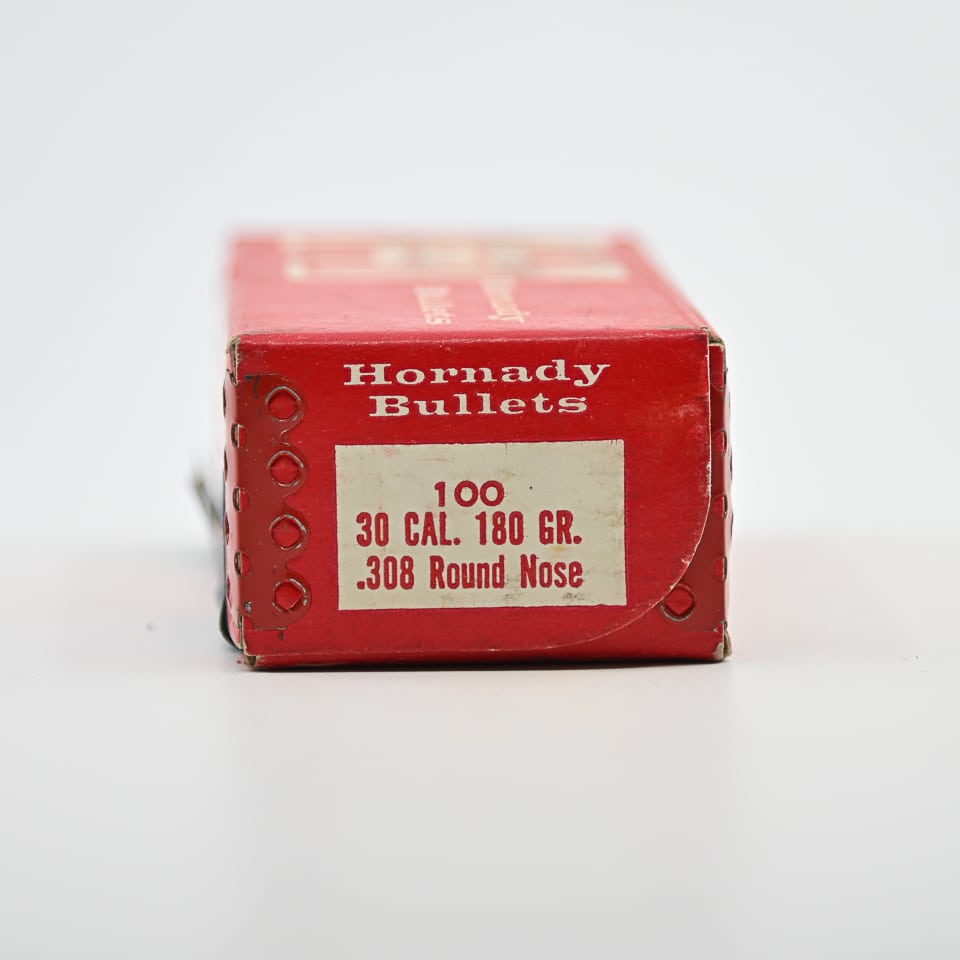 Hornady
Bullets
100
30 CAL. 180 GR.
.308 Round Nose